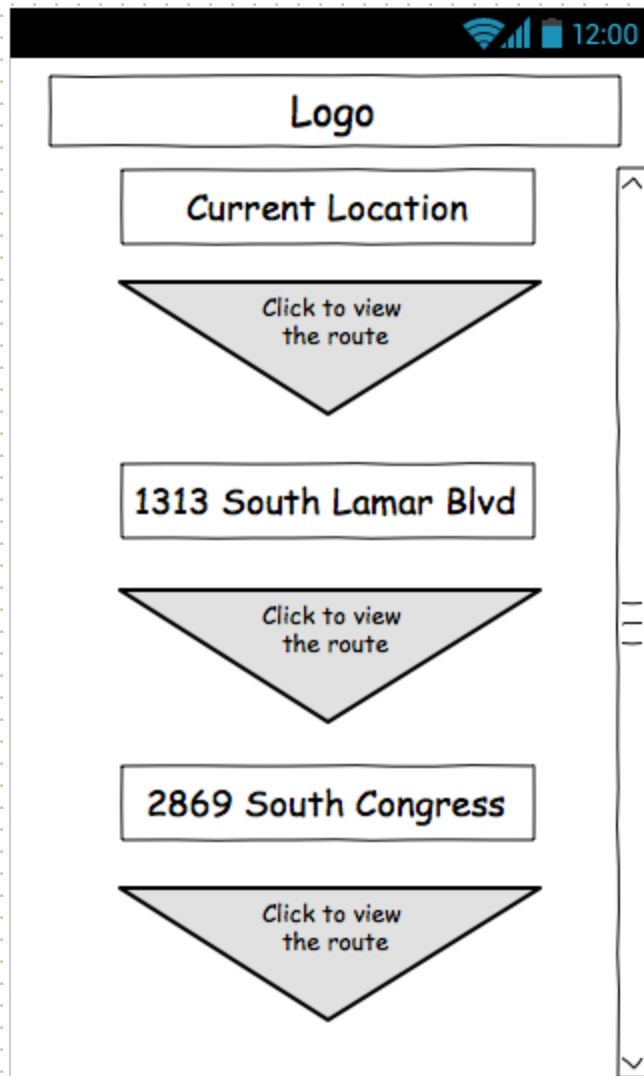 12:00
Logo
Current Location
Click to view
the route
1313 South Lamar Blvd
Click to view
the route
2869 South Congress
Click to view
the route